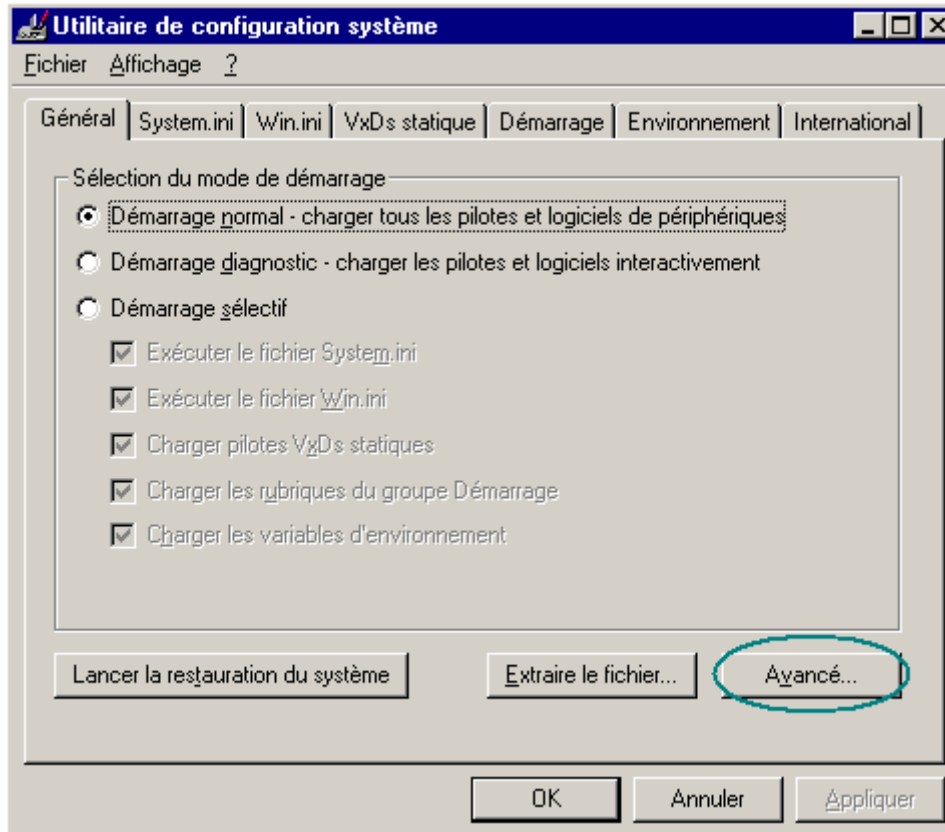 Utilitaire de configuration système
Fichier Affichage ?
Général System.ini Win.ini VxDs statique Démarrage Environnement International
Sélection du mode de démarrage
Démarrage normal - charger tous les pilotes et logiciels de périphériques
Démarrage diagnostic - charger les pilotes et logiciels interactivement
Démarrage sélectif
Exécuter le fichier System.ini
Exécuter le fichier Win.ini
Charger pilotes VxDs statiques
Charger les rubriques du groupe Démarrage
Charger les variables d'environnement
Lancer la restauration du système Extraire le fichier... Avancé...
OK Annuler Appliquer